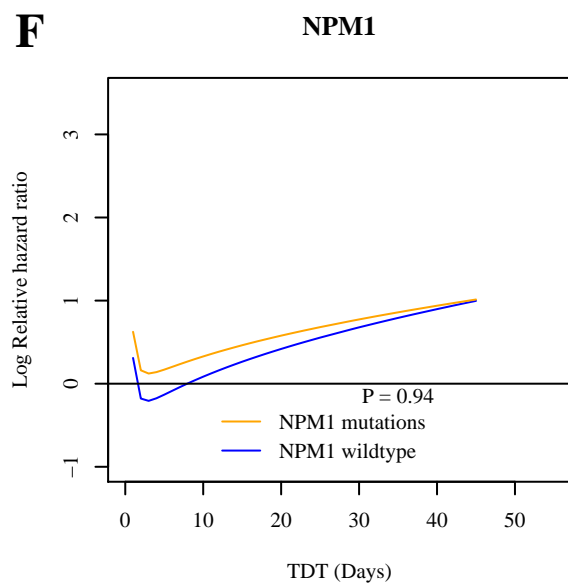 F
NPM1
Log Relative hazard ratio
3
2
1
0
−1
P = 0.94
NPM1 mutations
NPM1 wildtype
0 10 20 30 40 50
TDT (Days)